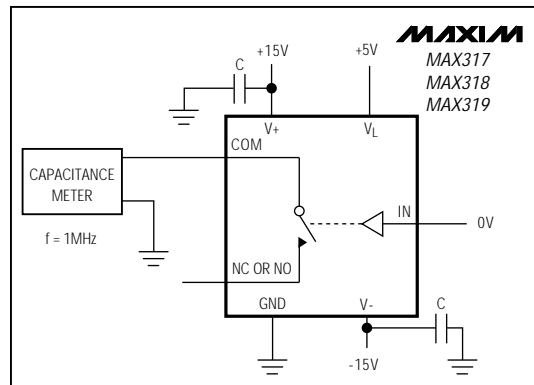 MAXIM
MAX317
MAX318
MAX319
+15V
+5V
C
V+
VL
COM
CAPACITANCE
METER
f = 1MHz
IN
0V
NC OR NO
GND
V-
C
-15V